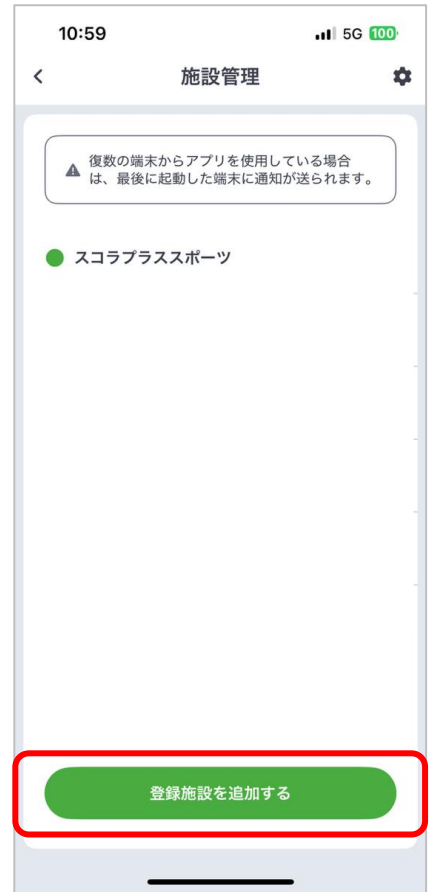 10:59 5G 100
施設管理
復数の端末からアプリを使用している場合
は、最後に起動した端末に通知が送られます。
スコラプラススポーツ
登録施設を追加する